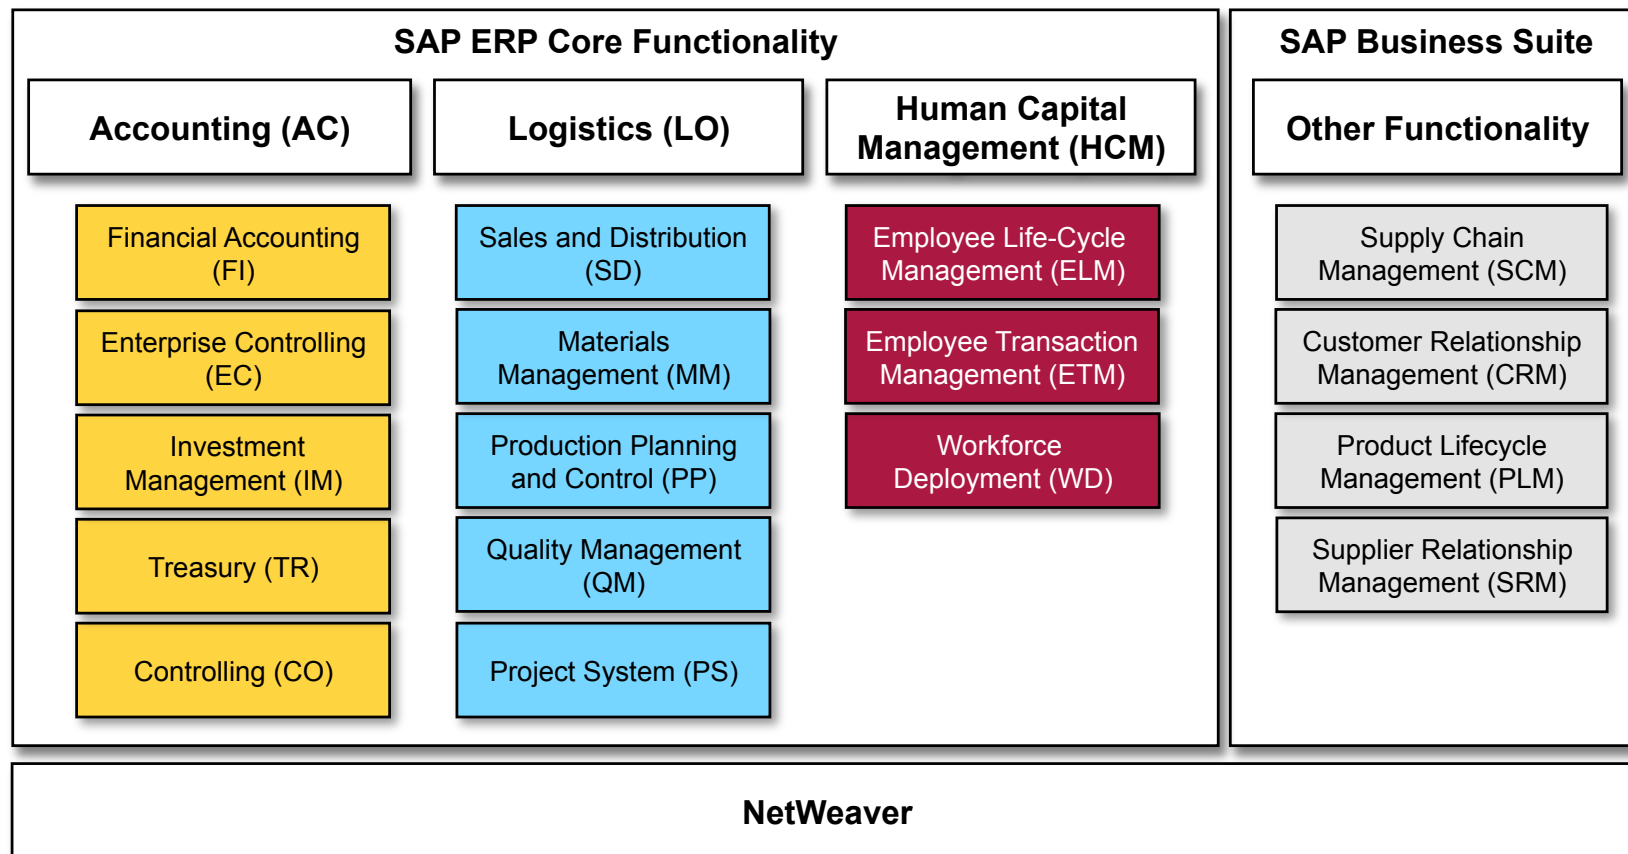 SAP ERP Core Functionality
Accounting (AC)
Financial Accounting
(FI)
Enterprise Controlling
(EC)
Investment
Management (IM)
Treasury (TR)
Controlling (CO)
Logistics (LO)
Sales and Distribution
(SD)
Materials
Management (MM)
Production Planning
and Control (PP)
Quality Management
(QM)
Project System (PS)
Human Capital
Management (HCM)
Employee Life-Cycle
Management (ELM)
Employee Transaction
Management (ETM)
Workforce
Deployment (WD)
SAP Business Suite
Other Functionality
Supply Chain
Management (SCM)
Customer Relationship
Management (CRM)
Product Lifecycle
Management (PLM)
Supplier Relationship
Management (SRM)
NetWeaver